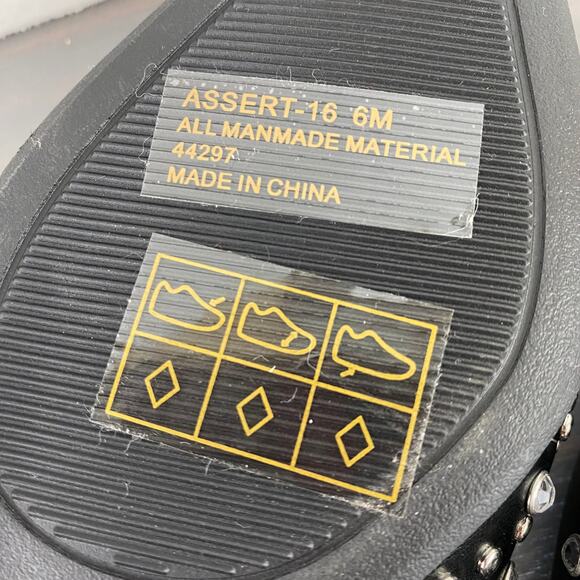 ASSERT-16 6M
ALL MANMADE MATERIAL
44297
MADE IN CHINA